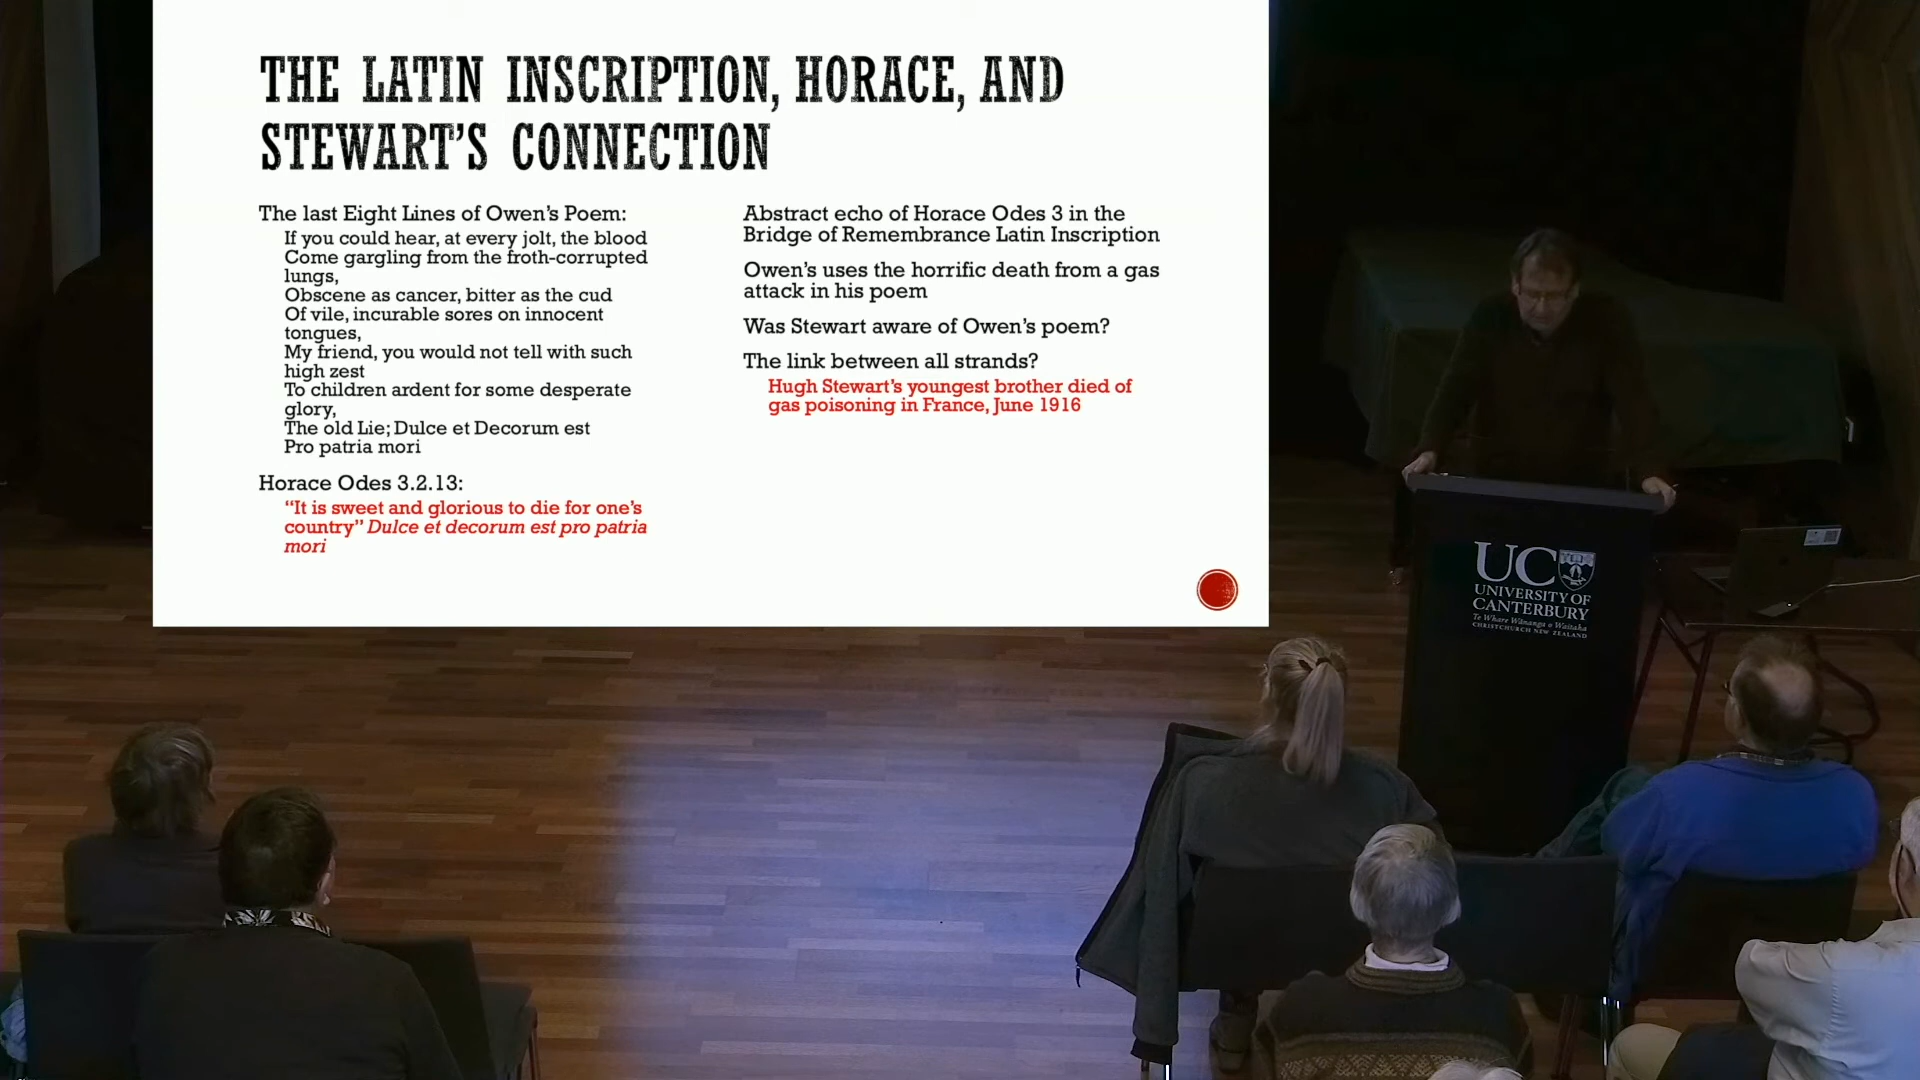 THE LATIN INSCRIPTION, HORACE, AND
STEWART'S CONNECTION
The last Eight Lines of Owen's Poem:
If you could hear, at every jolt, the blood
Come gargling from the froth-corrupted
lungs,
Obscene as cancer, bitter as the cud
Of vile, incurable sores on innocent
tongues,
My friend, you would not tell with such
high zest
To children ardent for some desperate
glory,
The old Lie; Dulce et Decorum est
Pro patria mori
Horace Odes 3.2.13:
“It is sweet and glorious to die for one's
country” Dulce et decorum est pro patria
mori
Abstract echo of Horace Odes 3 in the
Bridge of Remembrance Latin Inscription
Owen's uses the horrific death from a gas
attack in his poem
Was Stewart aware of Owen's poem?
The link between all strands?
Hugh Stewart's youngest brother died of
gas poisoning in France, June 1916
UC
UNIVERSITY OF
CANTERBURY
Te Whare Wānanga o Waitaha
CHRISTCHURCH NEW ZEALAND